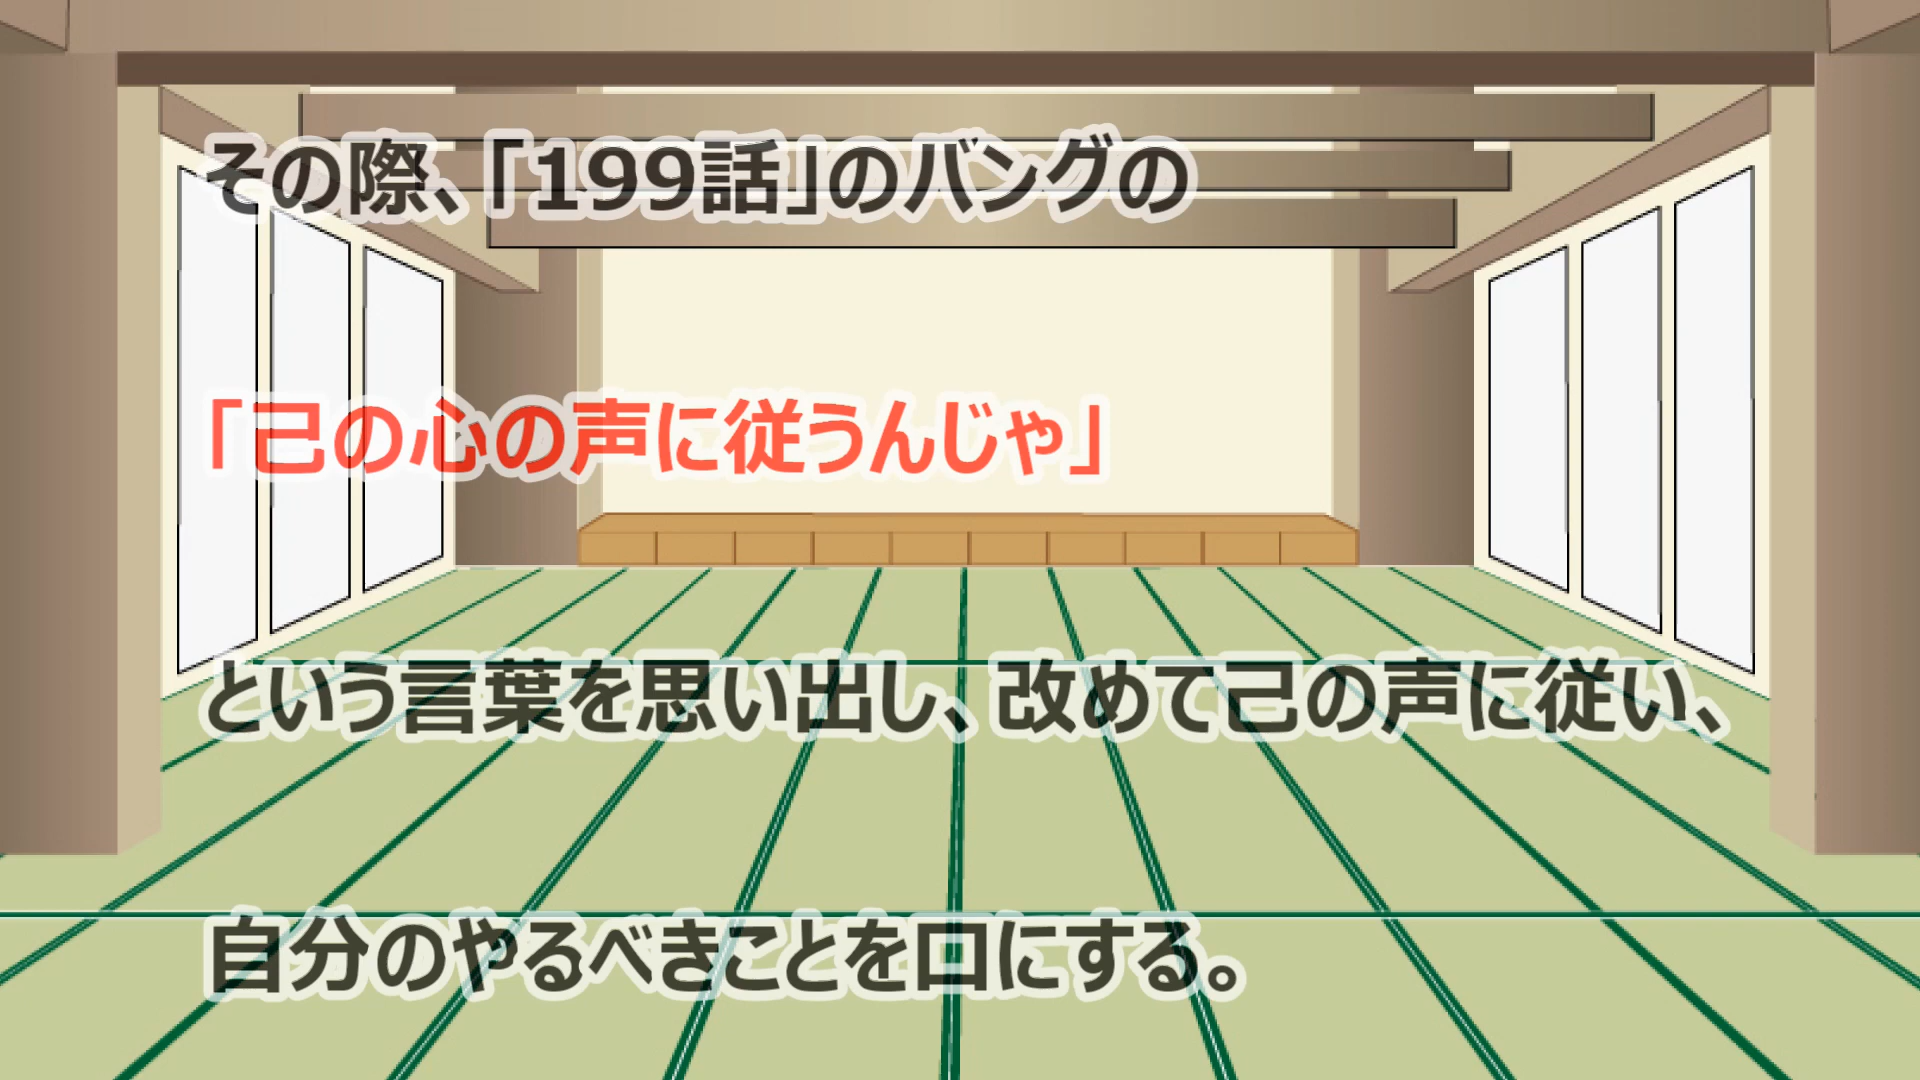 その際、「199話」のバングの
「己の心の声に従うんじゃ」
という言葉を思い出し、改めて己の声に従い、
自分のやるべきことを口にする。